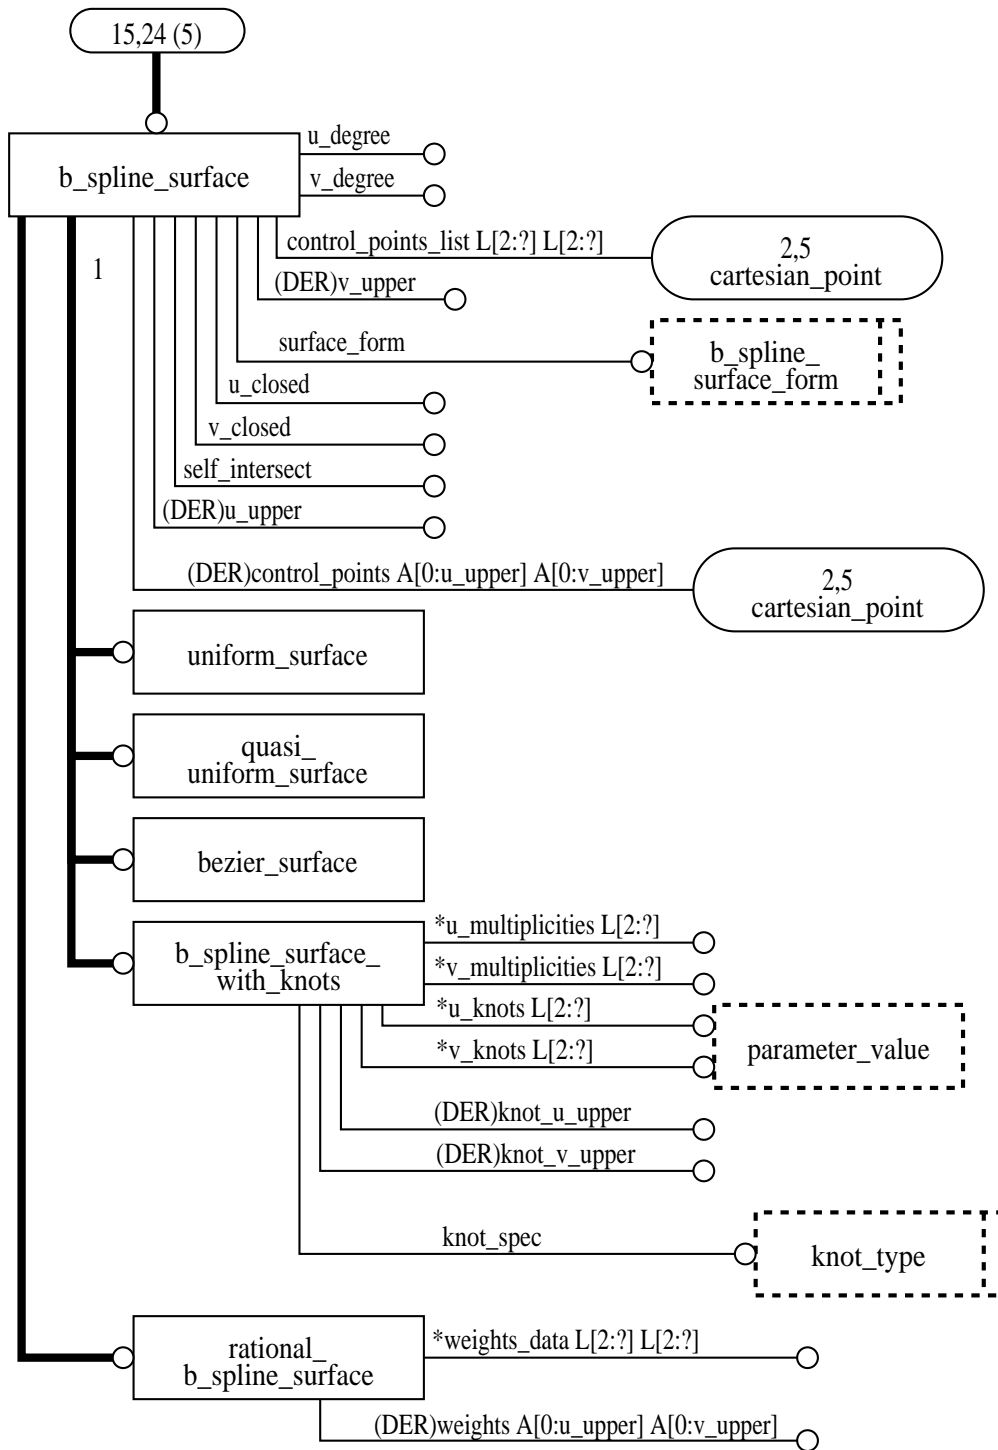 15,24 (5)
u_degree
b_spline_surface
v_degree
1
control_points_list L[2:?] L[2:?]
2,5
cartesian_point
(DER)v_upper
surface_form
b_spline_
surface_form
u_closed
v_closed
self_intersect
(DER)u_upper
(DER)control_points A[0:u_upper] A[0:v_upper]
2,5
cartesian_point
uniform_surface
quasi_
uniform_surface
bezier_surface
*u_multiplicities L[2:?]
b_spline_surface_
with_knots
*v_multiplicities L[2:?]
*u_knots L[2:?]
*v_knots L[2:?]
parameter_value
(DER)knot_u_upper
(DER)knot_v_upper
knot_spec
knot_type
rational_
b_spline_surface
*weights_data L[2:?] L[2:?]
(DER)weights A[0:u_upper] A[0:v_upper]